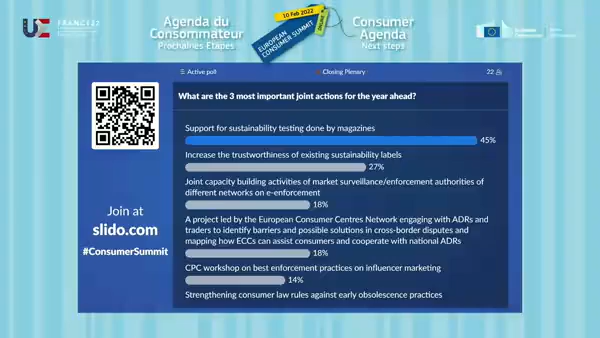 FRANCE22
Agenda du
Consommateur
Prochaines Etapes
10 Feb 2022
EUROPEAN
CONSUMER SUMMIT
ONLINE
Consumer
Agenda
Next steps
Active poll
Closing Plenary
22
What are the 3 most important joint actions for the year ahead?
Support for sustainability testing done by magazines
45%
Increase the trustworthiness of existing sustainability labels
27%
Joint capacity building activities of market surveillance/enforcement authorities of
different networks on e-enforcement
18%
A project led by the European Consumer Centres Network engaging with ADRs and
traders to identify barriers and possible solutions in cross-border disputes and
mapping how ECCs can assist consumers and cooperate with national ADRs
18%
CPC workshop on best enforcement practices on influencer marketing
14%
Strengthening consumer law rules against early obsolescence practices
Join at
slido.com
#ConsumerSummit